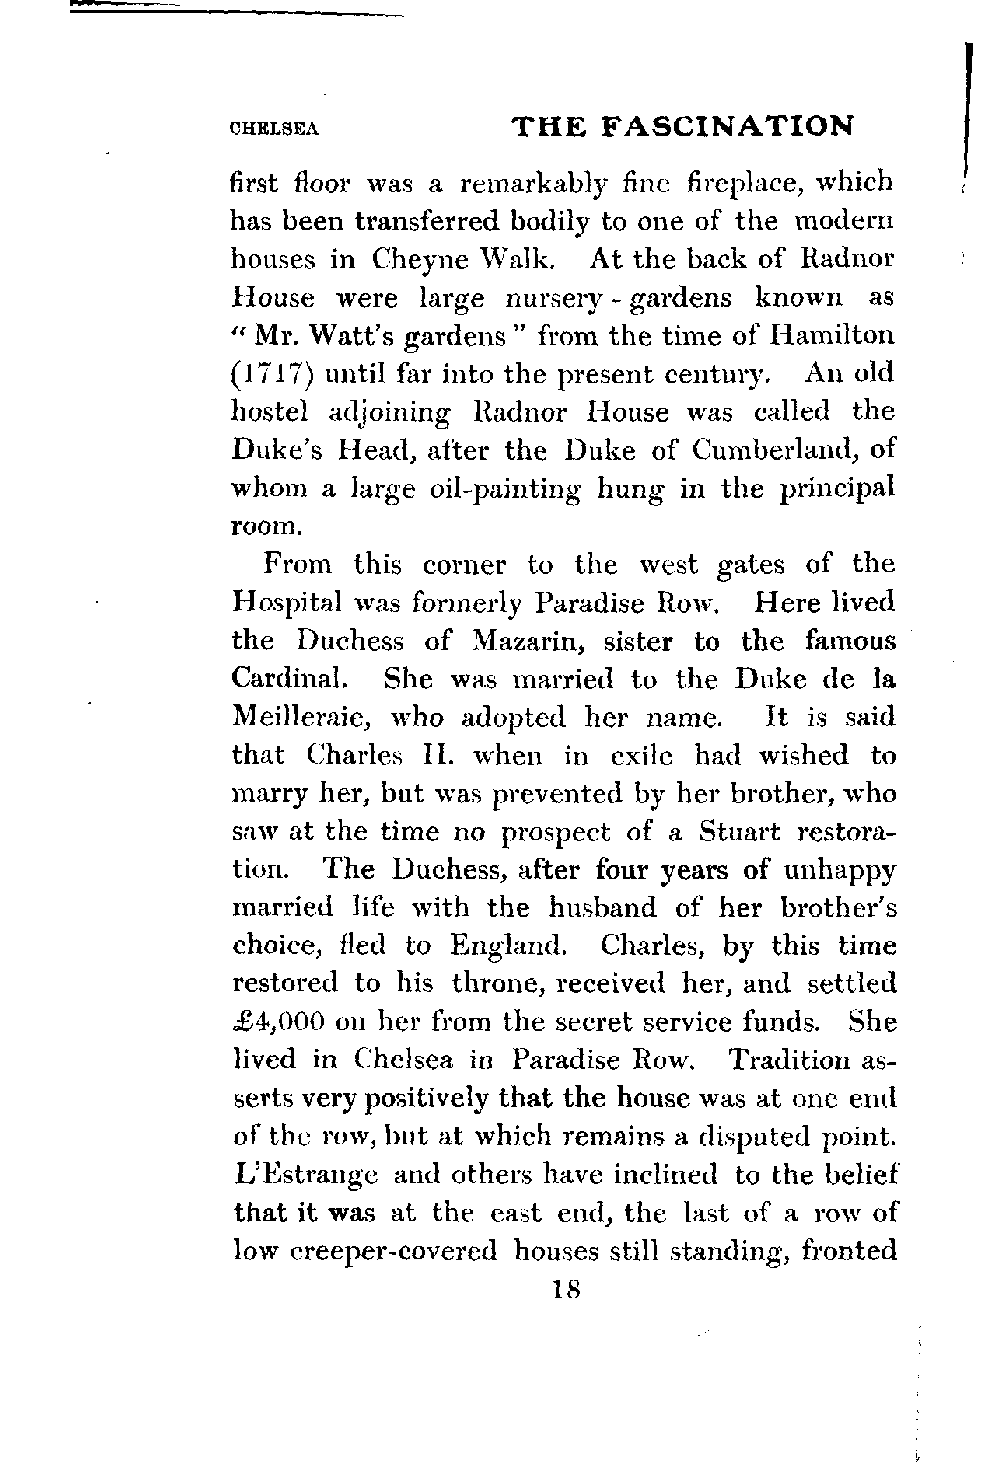 CHELSEA THE FASCINATION
first floor was a remarkably fine fireplace, which
has been transferred bodily to one of the modern
houses in Cheyne Walk. At the back of Radnor
House were large nursery-gardens known as
“Mr. Watt's gardens” from the time of Hamilton
(1717) until far into the present century. An old
hostel adjoining Radnor House was called the
Duke's Head, after the Duke of Cumberland, of
whom a large oil-painting hung in the principal
room.
From this corner to the west gates of the
Hospital was formerly Paradise Row. Here lived
the Duchess of Mazarin, sister to the famous
Cardinal. She was married to the Duke de la
Meilleraie, who adopted her name. It is said
that Charles II. when in exile had wished to
marry her, but was prevented by her brother, who
saw at the time no prospect of a Stuart restora-
tion. The Duchess, after four years of unhappy
married life with the husband of her brother's
choice, fled to England. Charles, by this time
restored to his throne, received her, and settled
£4,000 on her from the secret service funds. She
lived in Chelsea in Paradise Row. Tradition as-
serts very positively that the house was at one end
of the row, but at which remains a disputed point.
L'Estrange and others have inclined to the belief
that it was at the east end, the last of a row of
low creeper-covered houses still standing, fronted
18